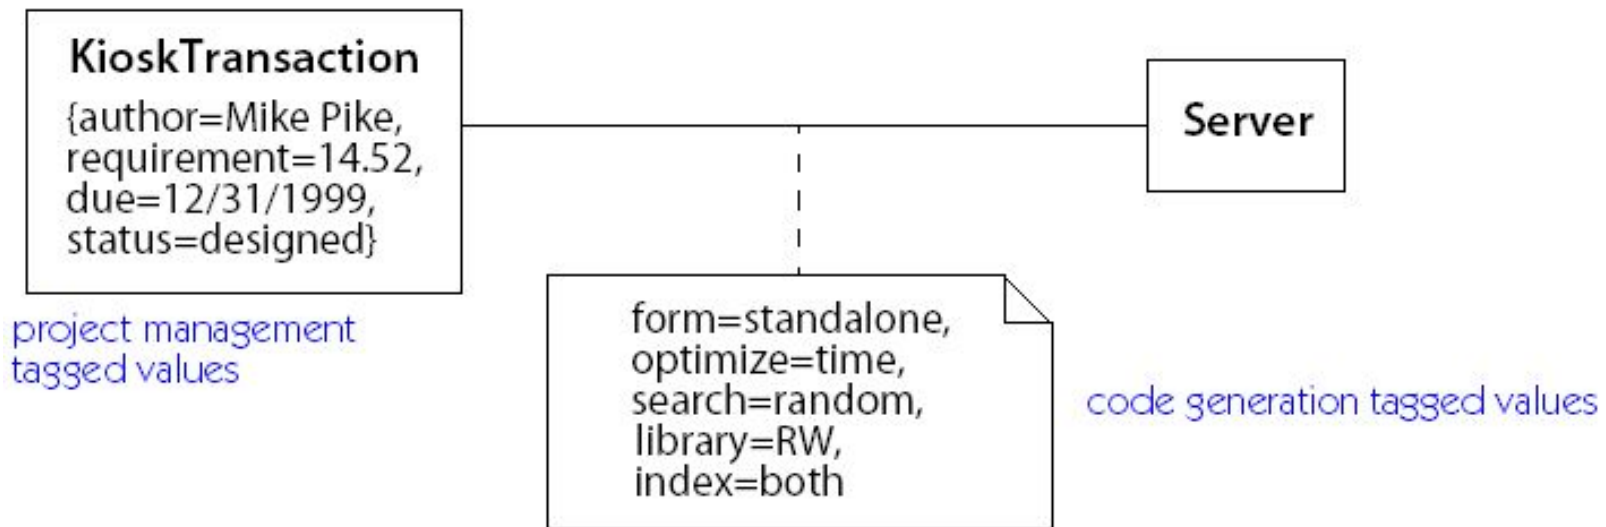 KioskTransaction
{author=Mike Pike,
requirement=14.52,
due=12/31/1999,
status=designed}
project management
tagged values
Server
form=standalone,
optimize=time,
search=random,
library=RW,
index=both
code generation tagged values